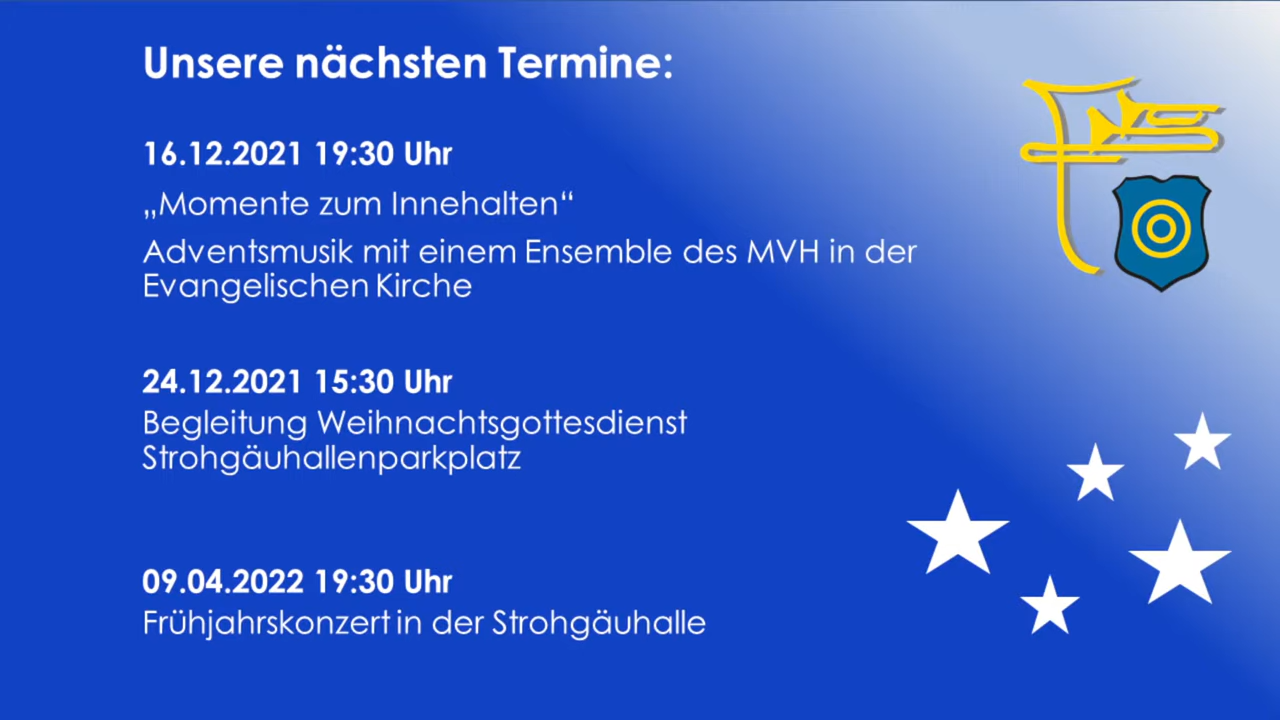 Unsere nächsten Termine:
16.12.2021 19:30 Uhr
„Momente zum Innehalten“
Adventsmusik mit einem Ensemble des MVH in der
Evangelischen Kirche
24.12.2021 15:30 Uhr
Begleitung Weihnachtsgottesdienst
Strohgäuhallenparkplatz
09.04.2022 19:30 Uhr
Frühjahrskonzert in der Strohgäuhalle